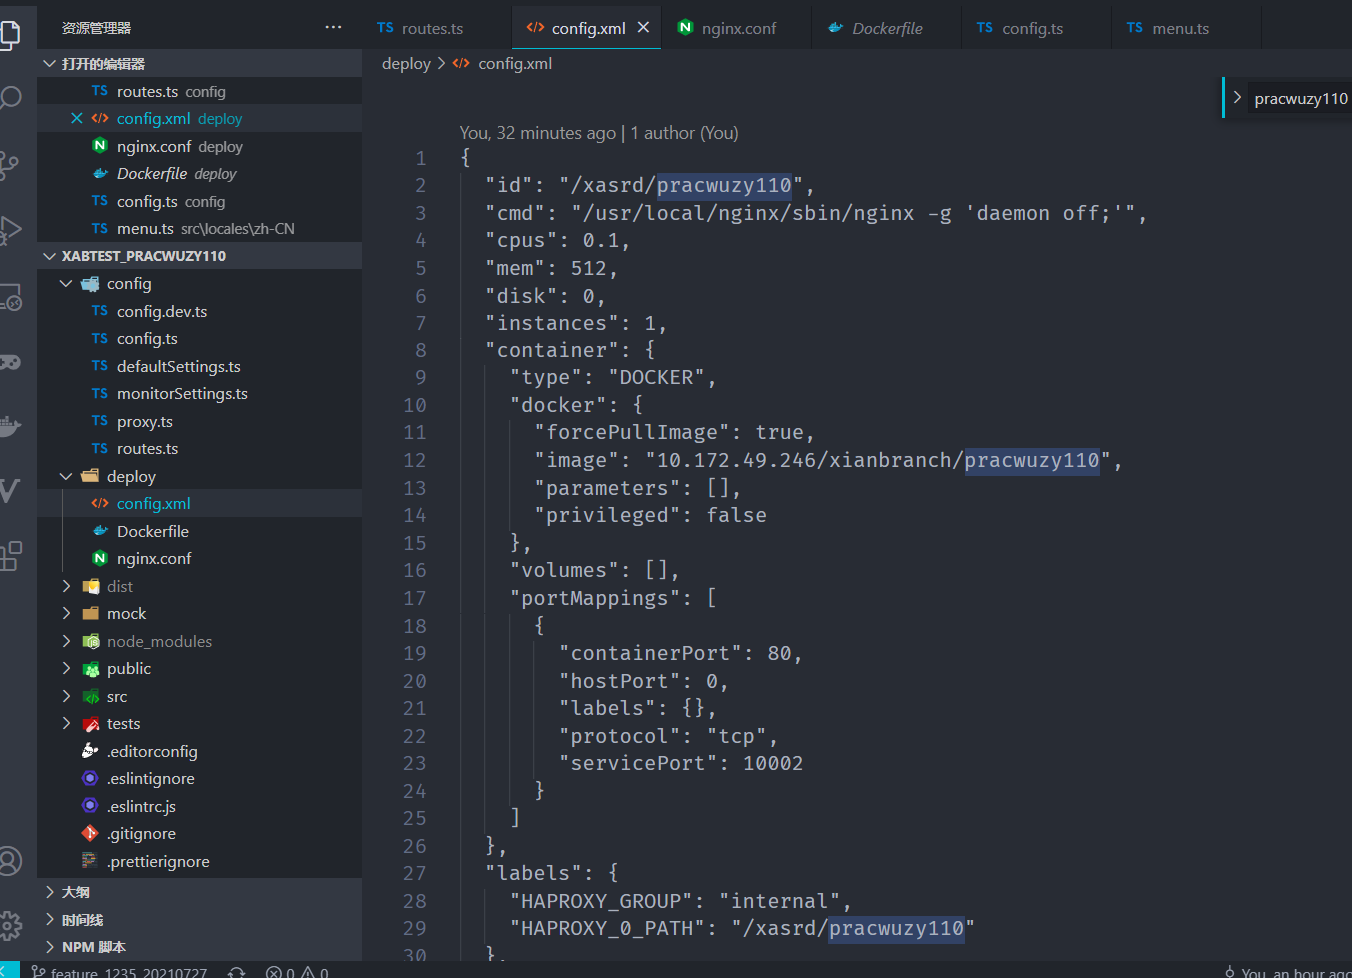 资源管理器 ···
打开的编辑器
TS routes.ts config
config.xml deploy
nginx.conf deploy
Dockerfile deploy
TS config.ts config
TS menu.ts src\locales\zh-CN
XABTEST_PRACWUZY110
config
TS config.dev.ts
TS config.ts
TS defaultSettings.ts
TS monitorSettings.ts
TS proxy.ts
TS routes.ts
deploy
config.xml
Dockerfile
nginx.conf
dist
mock
node_modules
public
src
tests
.editorconfig
.eslintignore
.eslintrc.js
.gitignore
.prettierignore
大纲
时间线
NPM 脚本
TS routes.ts config.xml nginx.conf Dockerfile TS config.ts TS menu.ts
deploy > config.xml
pracwuzy110
You, 32 minutes ago | 1 author (You)
1 {
2 "id": "/xasrd/pracwuzy110",
3 "cmd": "/usr/local/nginx/sbin/nginx -g 'daemon off;'",
4 "cpus": 0.1,
5 "mem": 512,
6 "disk": 0,
7 "instances": 1,
8 "container": {
9 "type": "DOCKER",
10 "docker": {
11 "forcePullImage": true,
12 "image": "10.172.49.246/xianbranch/pracwuzy110",
13 "parameters": [],
14 "privileged": false
15 },
16 "volumes": [],
17 "portMappings": [
18 {
19 "containerPort": 80,
20 "hostPort": 0,
21 "labels": {},
22 "protocol": "tcp",
23 "servicePort": 10002
24 }
25 ]
26 },
27 "labels": {
28 "HAPROXY_GROUP": "internal",
29 "HAPROXY_0_PATH": "/xasrd/pracwuzy110"
30 },
feature_1235_20210727 0 0 You, an hour ago